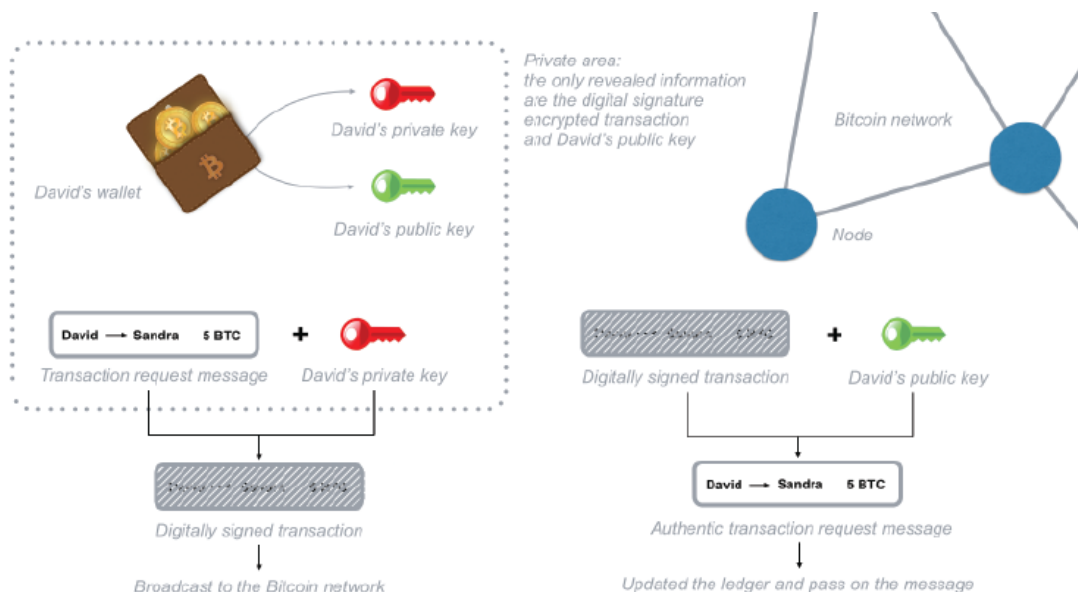 Private area:
the only revealed information
are the digital signature
encrypted transaction
and David's public key
Bitcoin network
David's private key
David's wallet
David's public key
Node
David → Sandra 5 BTC
+
Transaction request message
David's private key
+
Digitally signed transaction
David's public key
Digitally signed transaction
Broadcast to the Bitcoin network
David → Sandra 5 BTC
Authentic transaction request message
Updated the ledger and pass on the message